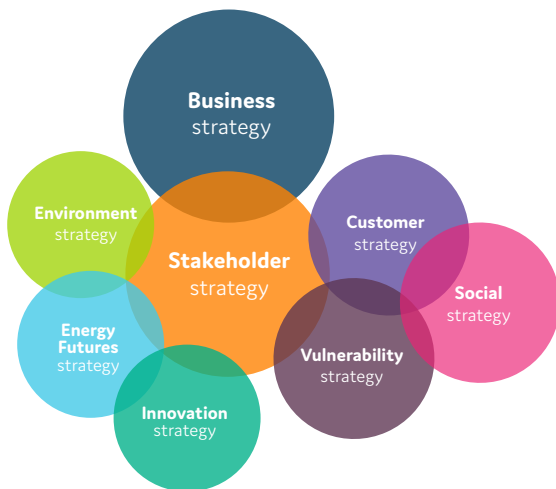 Business
strategy
Environment
strategy
Customer
strategy
Stakeholder
strategy
Social
strategy
Energy
Futures
strategy
Vulnerability
strategy
Innovation
strategy